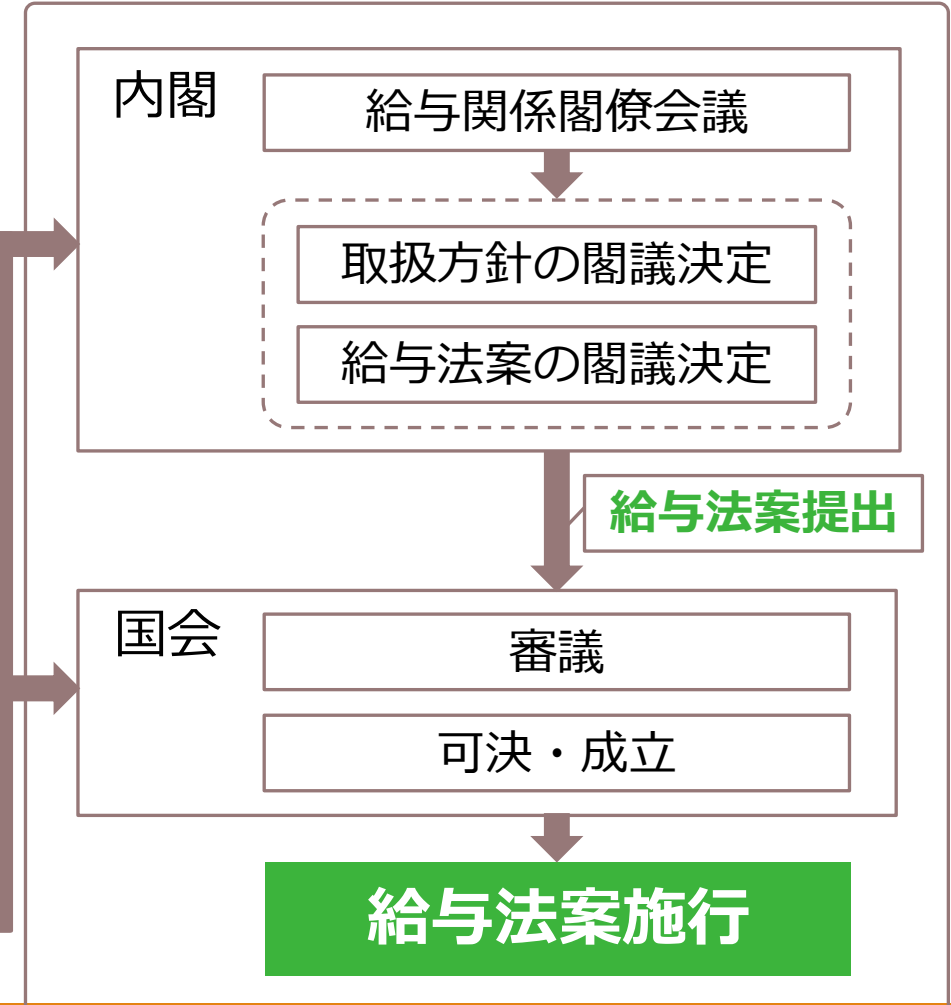 内閣
給与関係閣僚会議
取扱方針の閣議決定
給与法案の閣議決定
給与法案提出
国会
審議
可決・成立
給与法案施行